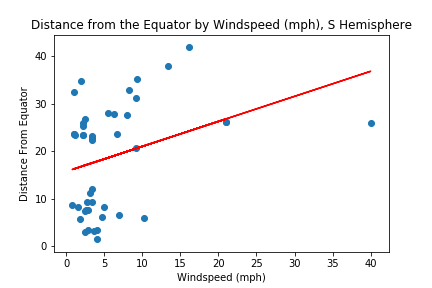 Distance from the Equator by Windspeed (mph), S Hemisphere
Distance From Equator
40
30
20
10
0
0 5 10 15 20 25 30 35 40
Windspeed (mph)